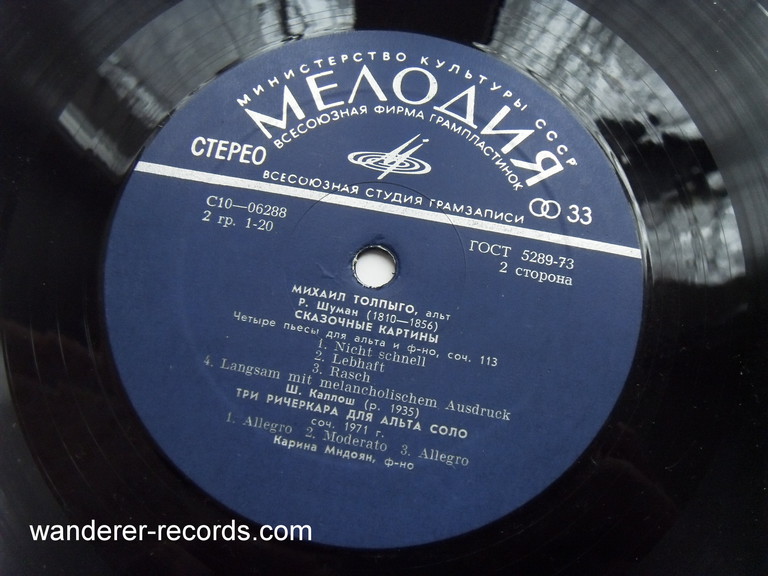 МИНИСТЕРСТВО КУЛЬТУРЫ СССР
МЕЛОДИЯ
ВСЕСОЮЗНАЯ ФИРМА ГРАМПЛАСТИНОК
СТЕРЕО
ВСЕСОЮЗНАЯ СТУДИЯ ГРАМЗАПИСИ
33
С10—06288
2 гр. 1-20
ГОСТ 5289-73
2 сторона
МИХАИЛ ТОЛПЫГО, альт
Р. Шуман (1810—1856)
СКАЗОЧНЫЕ КАРТИНЫ
Четыре пьесы для альта и ф-но, соч. 113
1. Nicht schnell
2. Lebhaft
3. Rasch
4. Langsam mit melancholischem Ausdruck
Ш. Каллош (р. 1935)
ТРИ РИЧЕРКАРА ДЛЯ АЛЬТА СОЛО
соч. 1971 г.
1. Allegro 2. Moderato 3. Allegro
Карина Мидоян, ф-но
wanderer-records.com